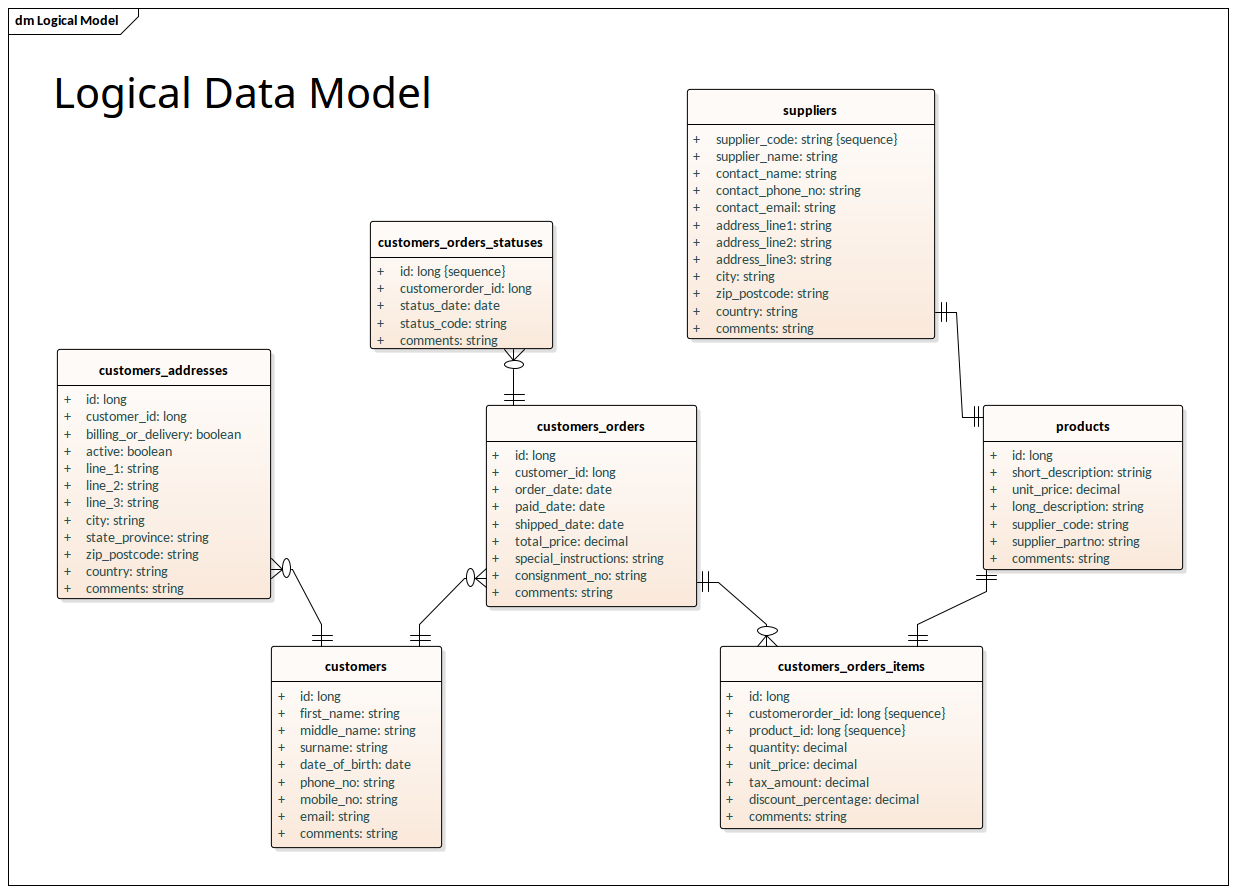 dm Logical Model
Logical Data Model
suppliers
+ supplier_code: string {sequence}
+ supplier_name: string
+ contact_name: string
+ contact_phone_no: string
+ contact_email: string
+ address_line1: string
+ address_line2: string
+ address_line3: string
+ city: string
+ zip_postcode: string
+ country: string
+ comments: string
customers_orders_statuses
+ id: long {sequence}
+ customerorder_id: long
+ status_date: date
+ status_code: string
+ comments: string
customers_addresses
+ id: long
+ customer_id: long
+ billing_or_delivery: boolean
+ active: boolean
+ line_1: string
+ line_2: string
+ line_3: string
+ city: string
+ state_province: string
+ zip_postcode: string
+ country: string
+ comments: string
customers_orders
+ id: long
+ customer_id: long
+ order_date: date
+ paid_date: date
+ shipped_date: date
+ total_price: decimal
+ special_instructions: string
+ consignment_no: string
+ comments: string
products
+ id: long
+ short_description: strinig
+ unit_price: decimal
+ long_description: string
+ supplier_code: string
+ supplier_partno: string
+ comments: string
customers
+ id: long
+ first_name: string
+ middle_name: string
+ surname: string
+ date_of_birth: date
+ phone_no: string
+ mobile_no: string
+ email: string
+ comments: string
customers_orders_items
+ id: long
+ customerorder_id: long {sequence}
+ product_id: long {sequence}
+ quantity: decimal
+ unit_price: decimal
+ tax_amount: decimal
+ discount_percentage: decimal
+ comments: string